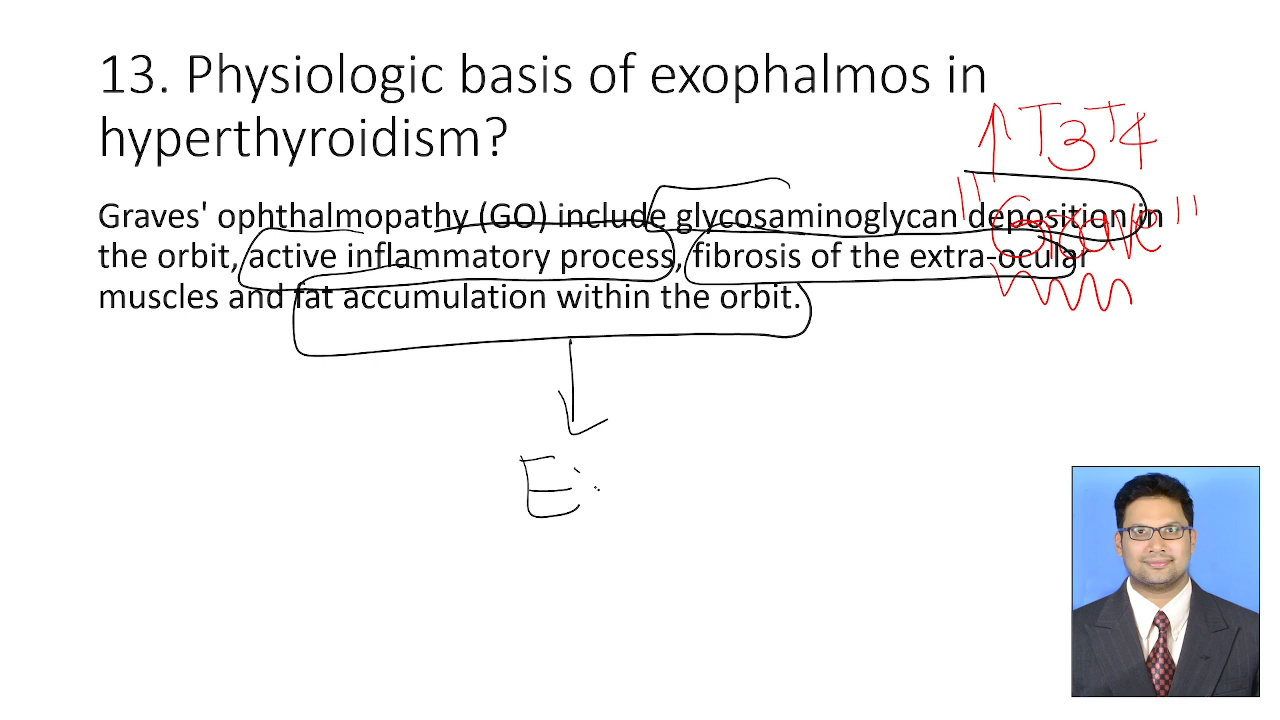 13. Physiologic basis of exophalmos in
hyperthyroidism?
↑ T3 T4
Graves' ophthalmopathy (GO) include glycosaminoglycan deposition in
the orbit, active inflammatory process, fibrosis of the extra-ocular
muscles and fat accumulation within the orbit.
E